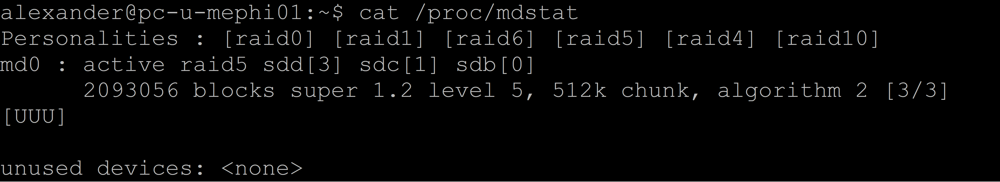 alexander@pc-u-mephi01:~$ cat /proc/mdstat
Personalities : [raid0] [raid1] [raid6] [raid5] [raid4] [raid10]
md0 : active raid5 sdd[3] sdc[1] sdb[0]
      2093056 blocks super 1.2 level 5, 512k chunk, algorithm 2 [3/3]
[UUU]

unused devices: <none>